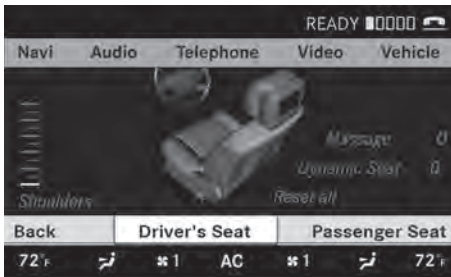 READY
Navi Audio Telephone Video Vehicle
Massage 0
Dynamic Seat 0
Shoulders Reset all
Back Driver's Seat Passenger Seat
72°F 1 AC 1 72°F